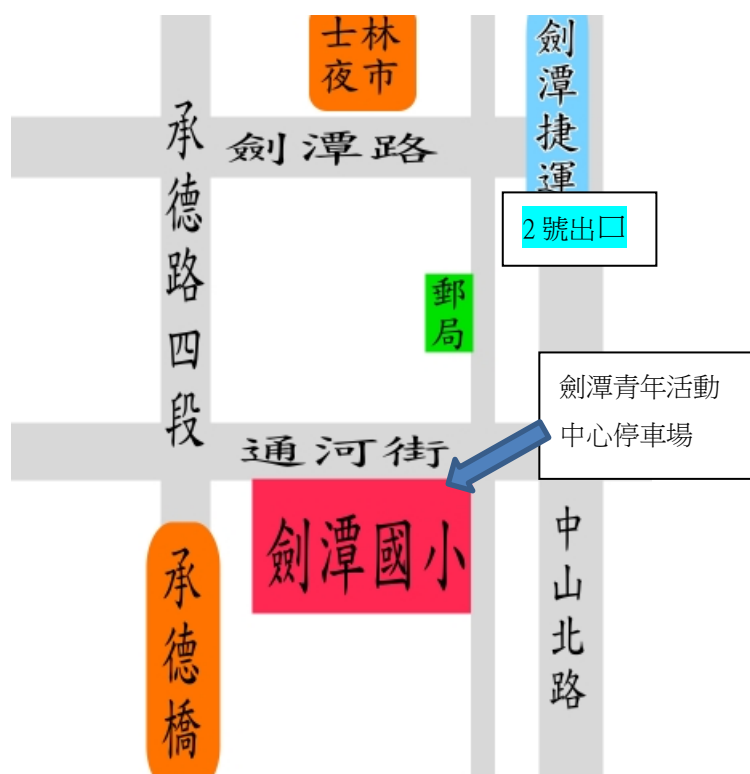 士林
夜市
劍潭捷運
承德路四段
劍潭路
2號出口
郵局
劍潭青年活動
中心停車場
通河街
劍潭國小
中山北路
承德橋